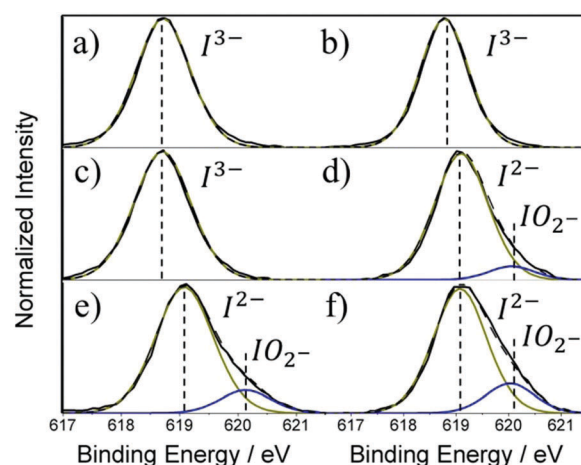 a) I³⁻ b) I³⁻
c) I³⁻ d) I²⁻
IO₂₋
e) I²⁻ f) I²⁻
IO₂₋ IO₂₋
Normalized Intensity
617 618 619 620 617 618 619 620 621
Binding Energy / eV Binding Energy / eV